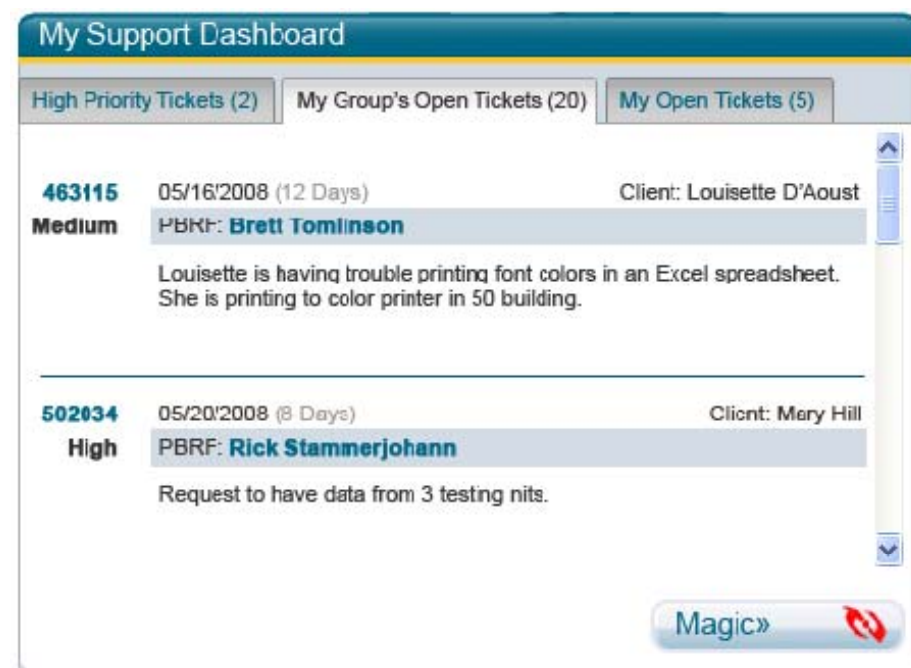 My Support Dashboard
High Priority Tickets (2) My Group's Open Tickets (20) My Open Tickets (5)
463115 05/16/2008 (12 Days) Client: Louisette D'Aoust
Medium PBRF: Brett Tomlinson
Louisette is having trouble printing font colors in an Excel spreadsheet.
She is printing to color printer in 50 building.
502034 05/20/2008 (8 Days) Client: Mary Hill
High PBRF: Rick Stammerjohann
Request to have data from 3 testing nits.
Magic»